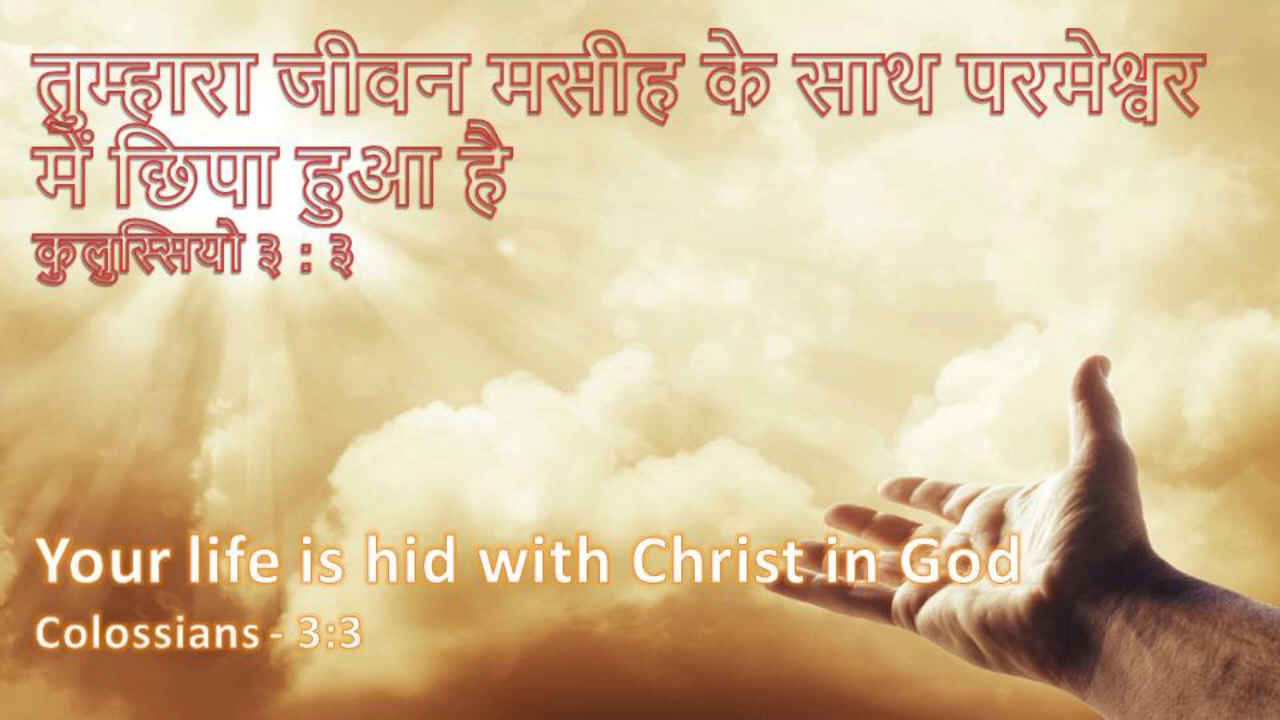 तुम्हारा जीवन मसीह के साथ परमेश्वर
में छिपा हुआ है
कुलुस्सियो ३ : ३
Your life is hid with Christ in God
Colossians - 3:3